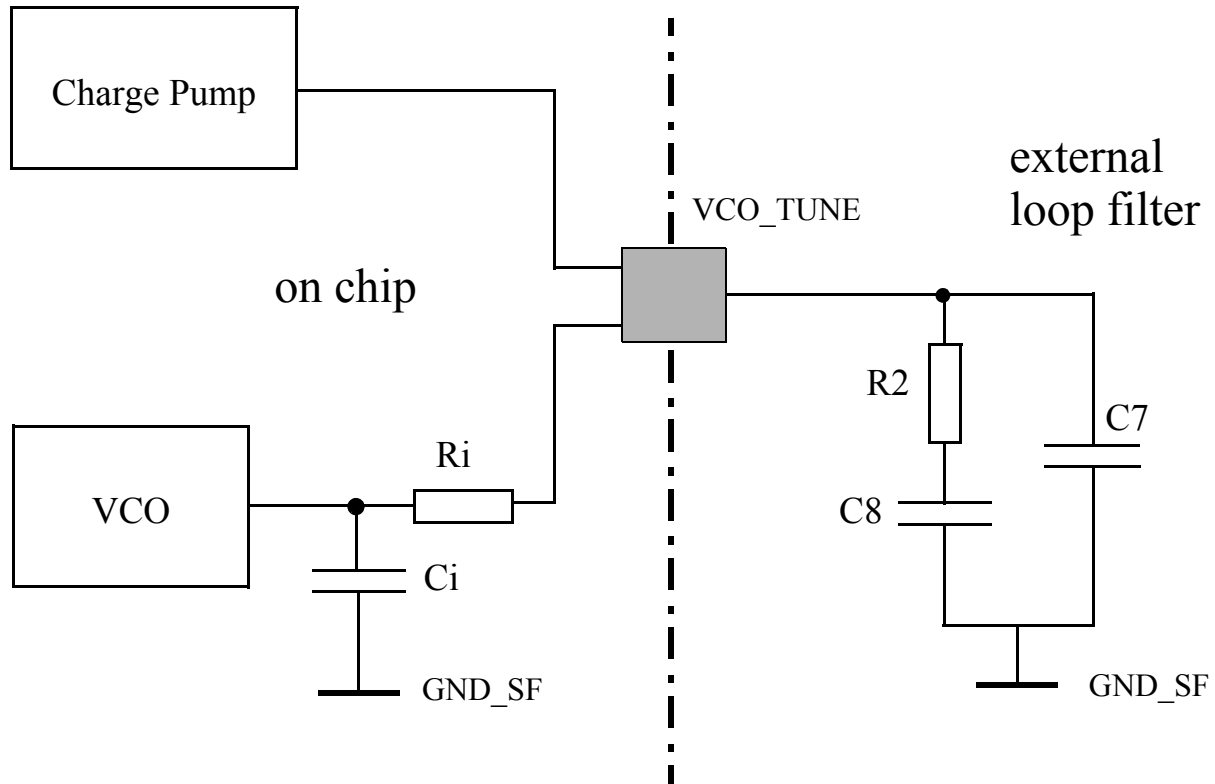 Charge Pump
external
loop filter
VCO_TUNE
on chip
R2
C7
Ri
VCO
C8
Ci
GND_SF
GND_SF